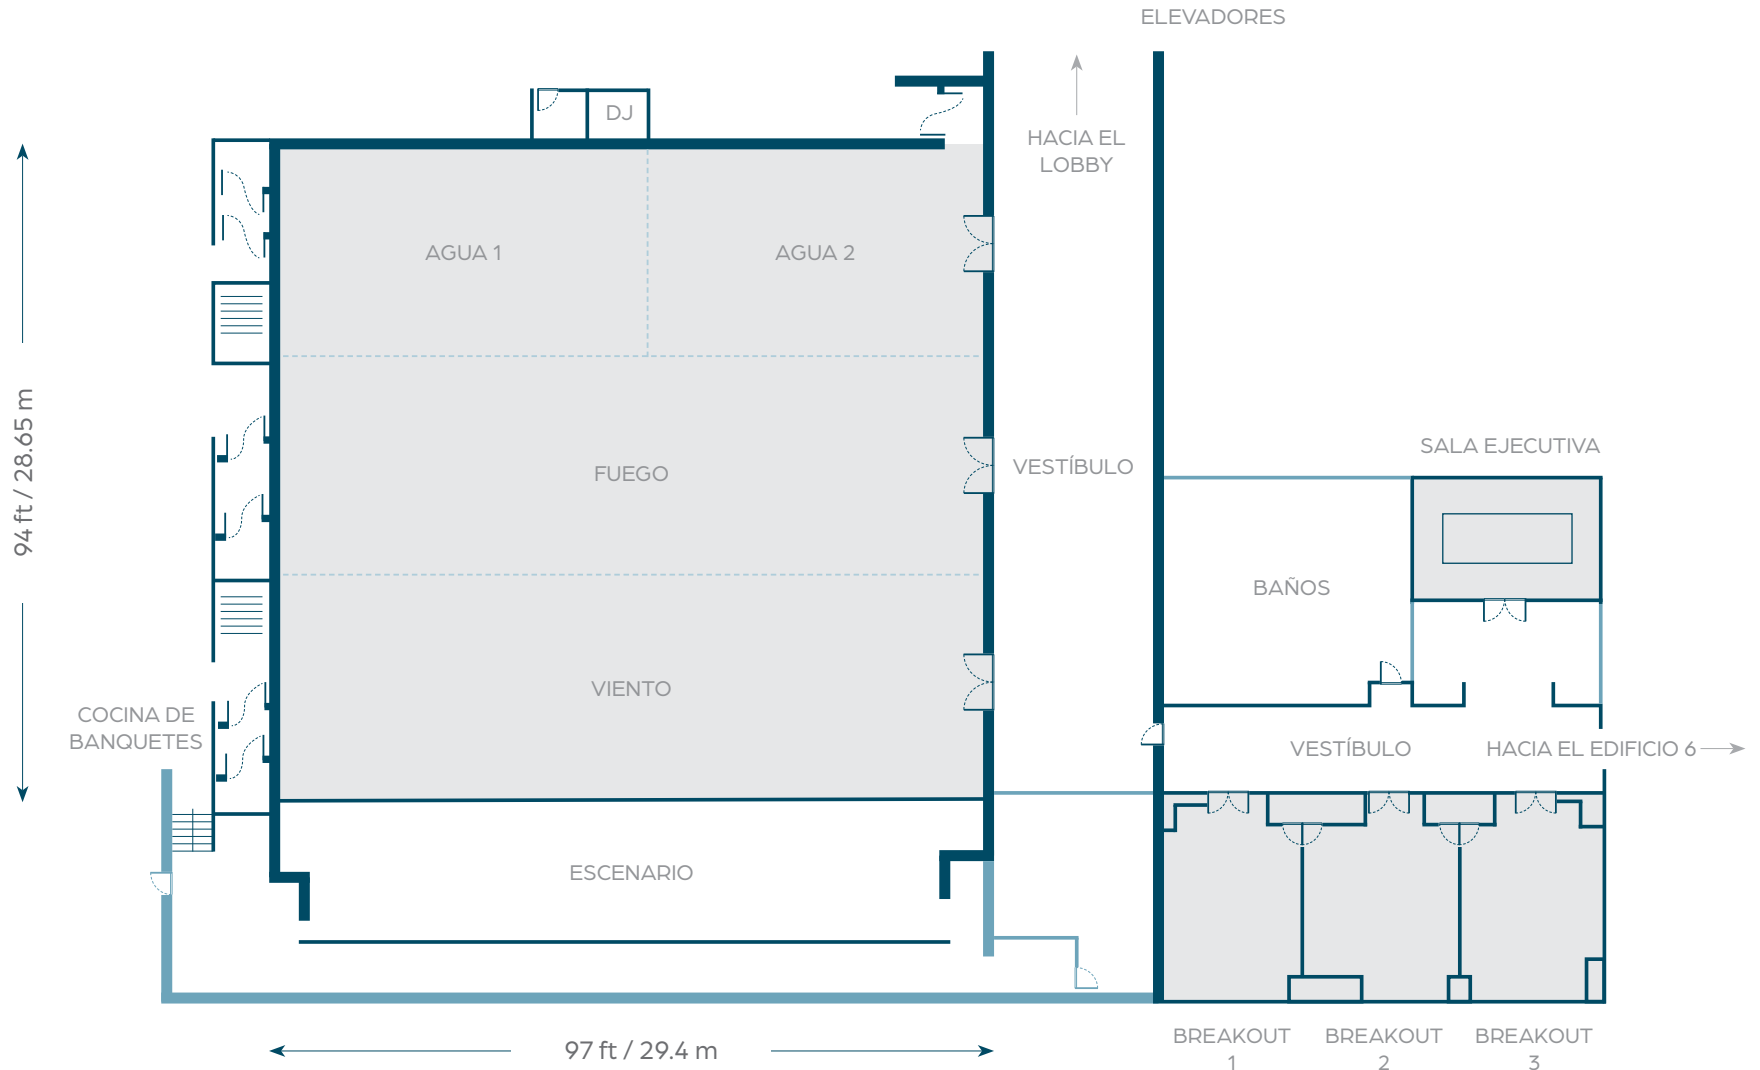 ELEVADORES
DJ
HACIA EL
LOBBY
AGUA 1
AGUA 2
94 ft / 28.65 m
FUEGO
VESTÍBULO
SALA EJECUTIVA
BAÑOS
VIENTO
COCINA DE
BANQUETES
VESTÍBULO
HACIA EL EDIFICIO 6
ESCENARIO
97 ft / 29.4 m
BREAKOUT
1
BREAKOUT
2
BREAKOUT
3